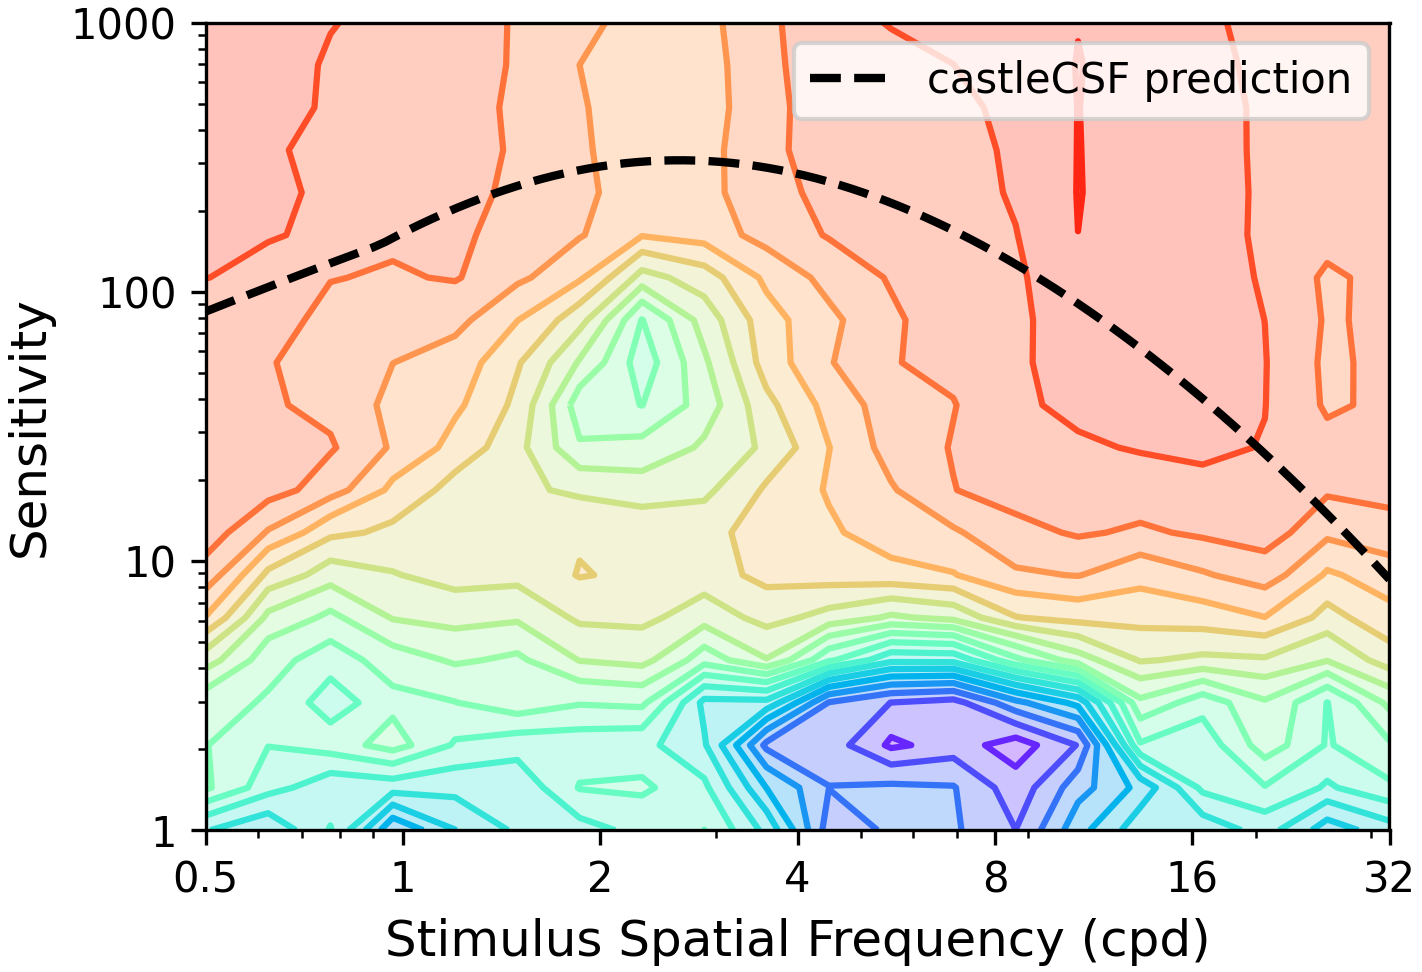 1000
castleCSF prediction
100
Sensitivity
10
1
0.5 1 2 4 8 16 32
Stimulus Spatial Frequency (cpd)